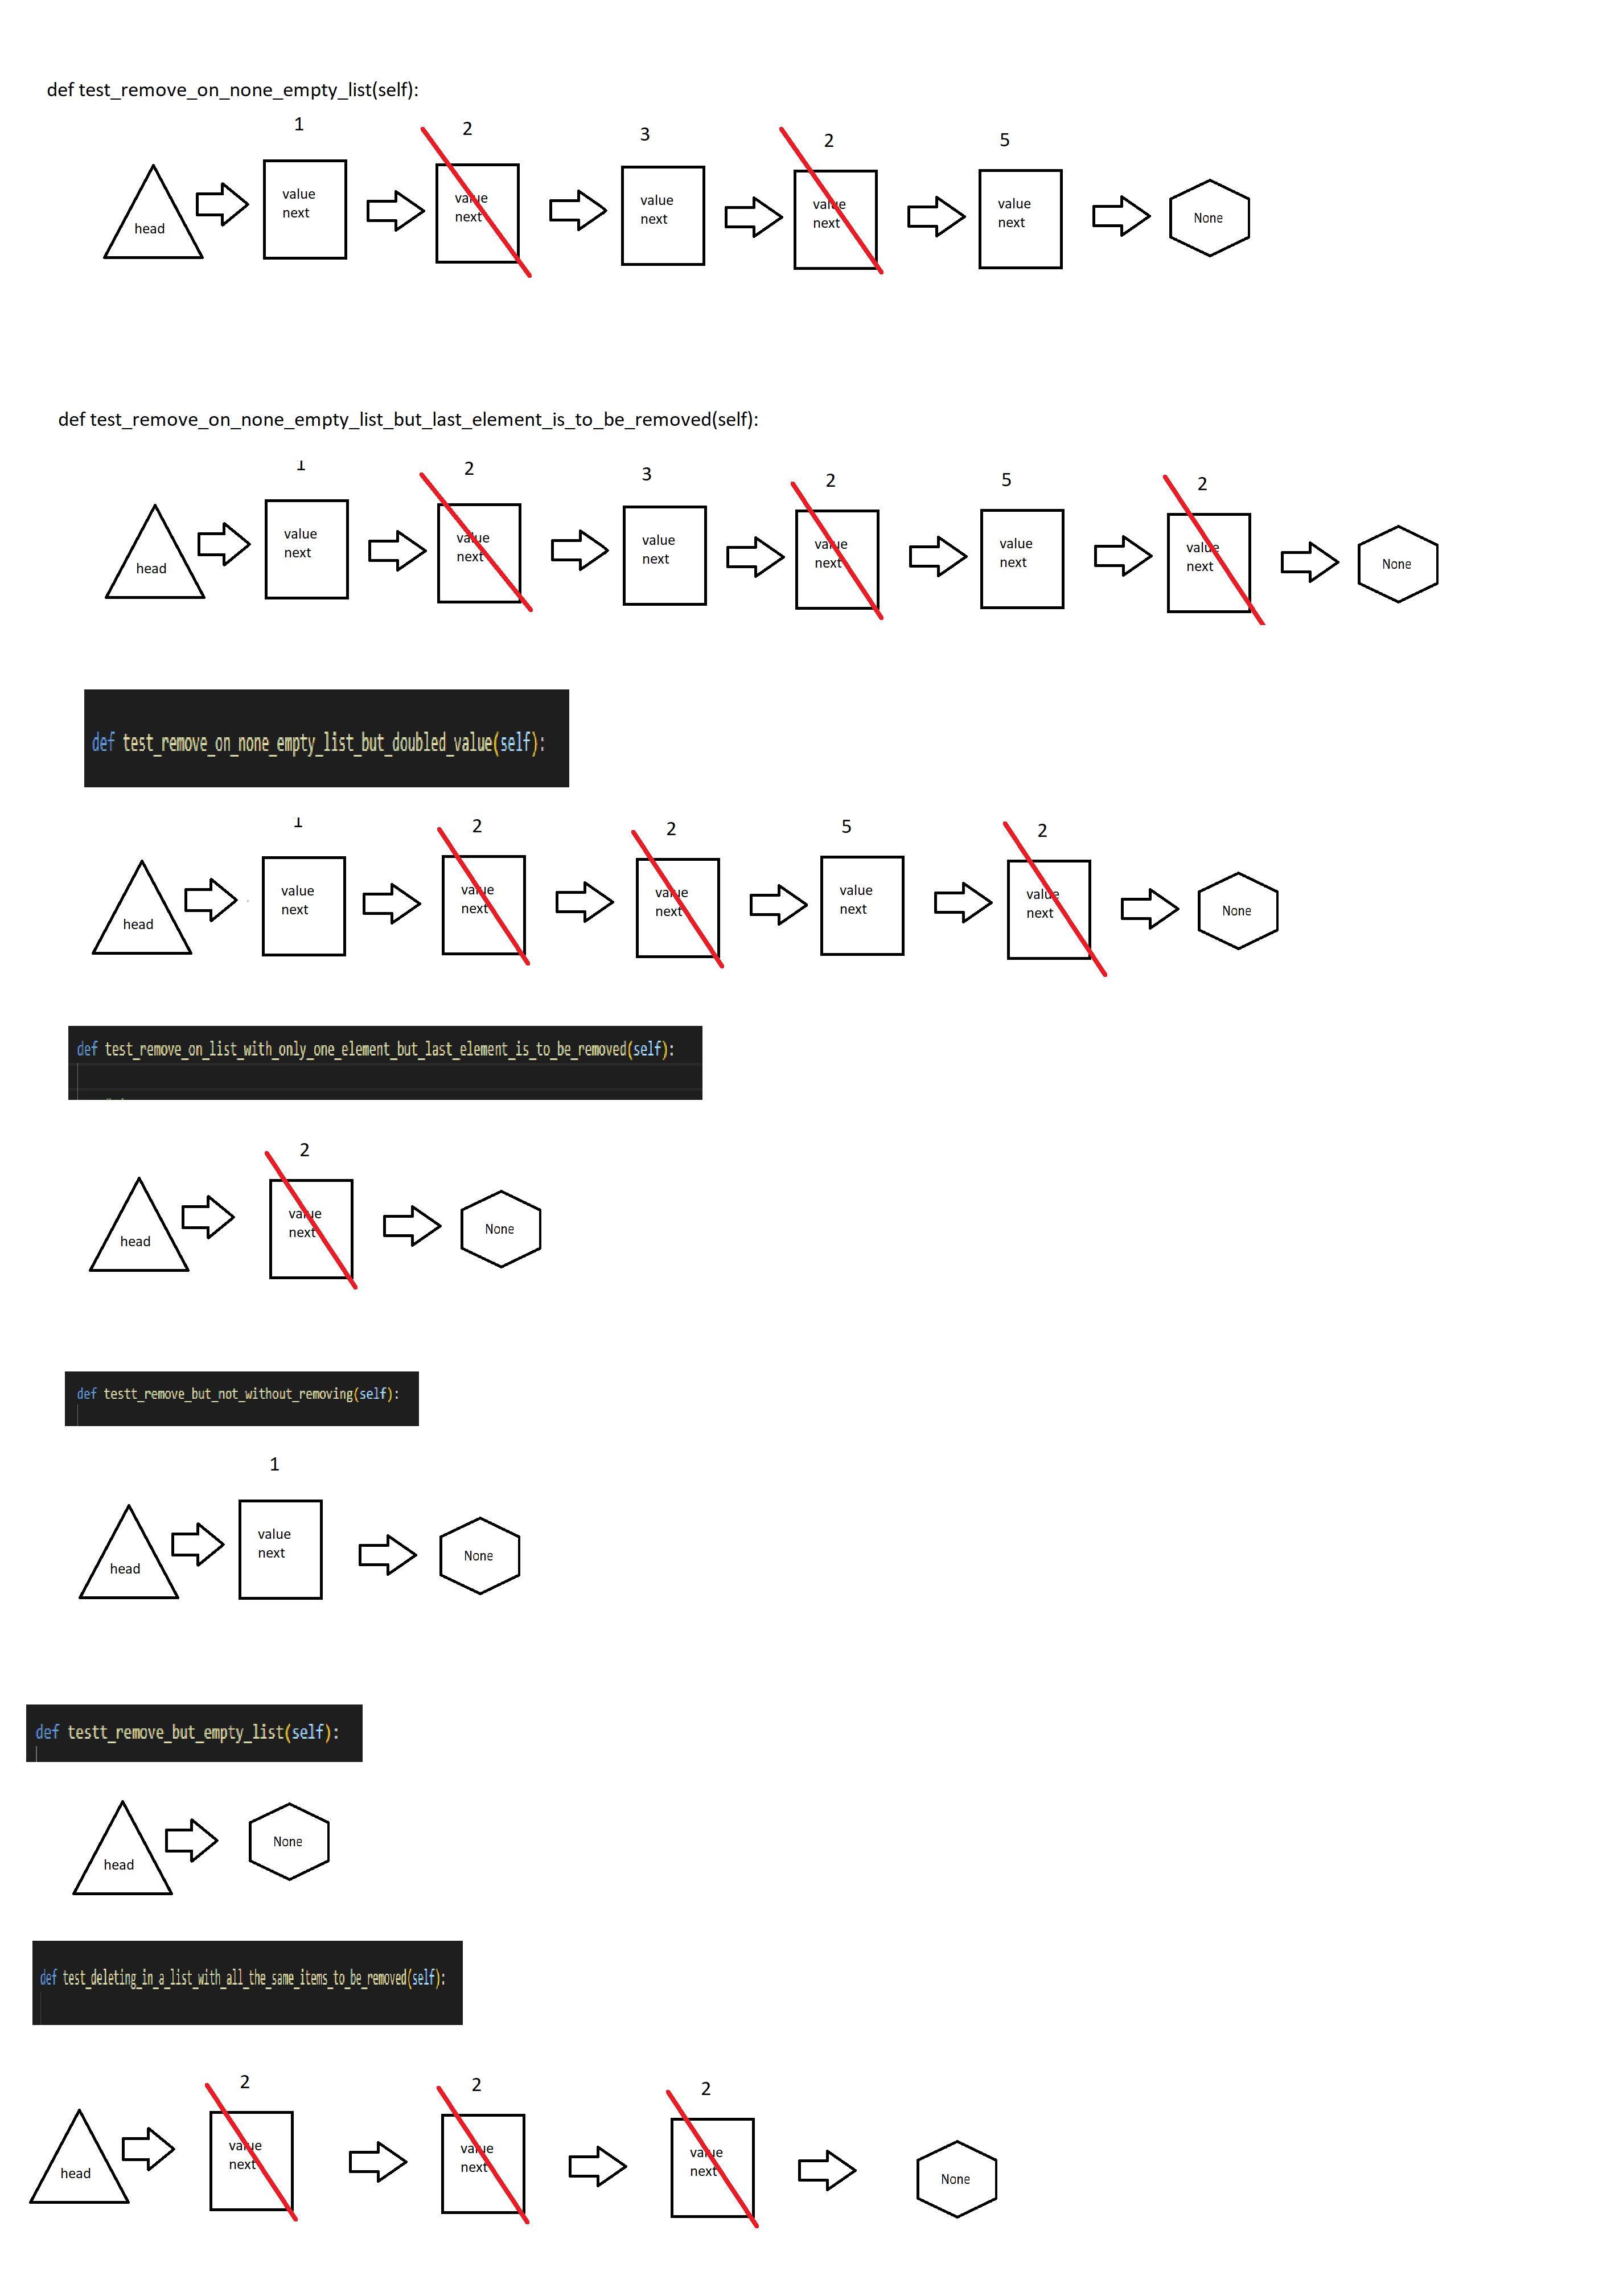 def test_remove_on_none_empty_list(self):
1 2 3 2 5
head value next value next value next value next value next None
def test_remove_on_none_empty_list_but_last_element_is_to_be_removed(self):
1 2 3 2 5 2
head value next value next value next value next value next value next None
def test_remove_on_none_empty_list_but_doubled_value(self):
1 2 2 5 2
head value next value next value next value next value next None
def test_remove_on_list_with_only_one_element_but_last_element_is_to_be_removed(self):
2
head value next None
def testt_remove_but_not_without_removing(self):
1
head value next None
def testt_remove_but_empty_list(self):
head None
def test_deleting_in_a_list_with_all_the_same_items_to_be_removed(self):
2 2 2
head value next value next value next None